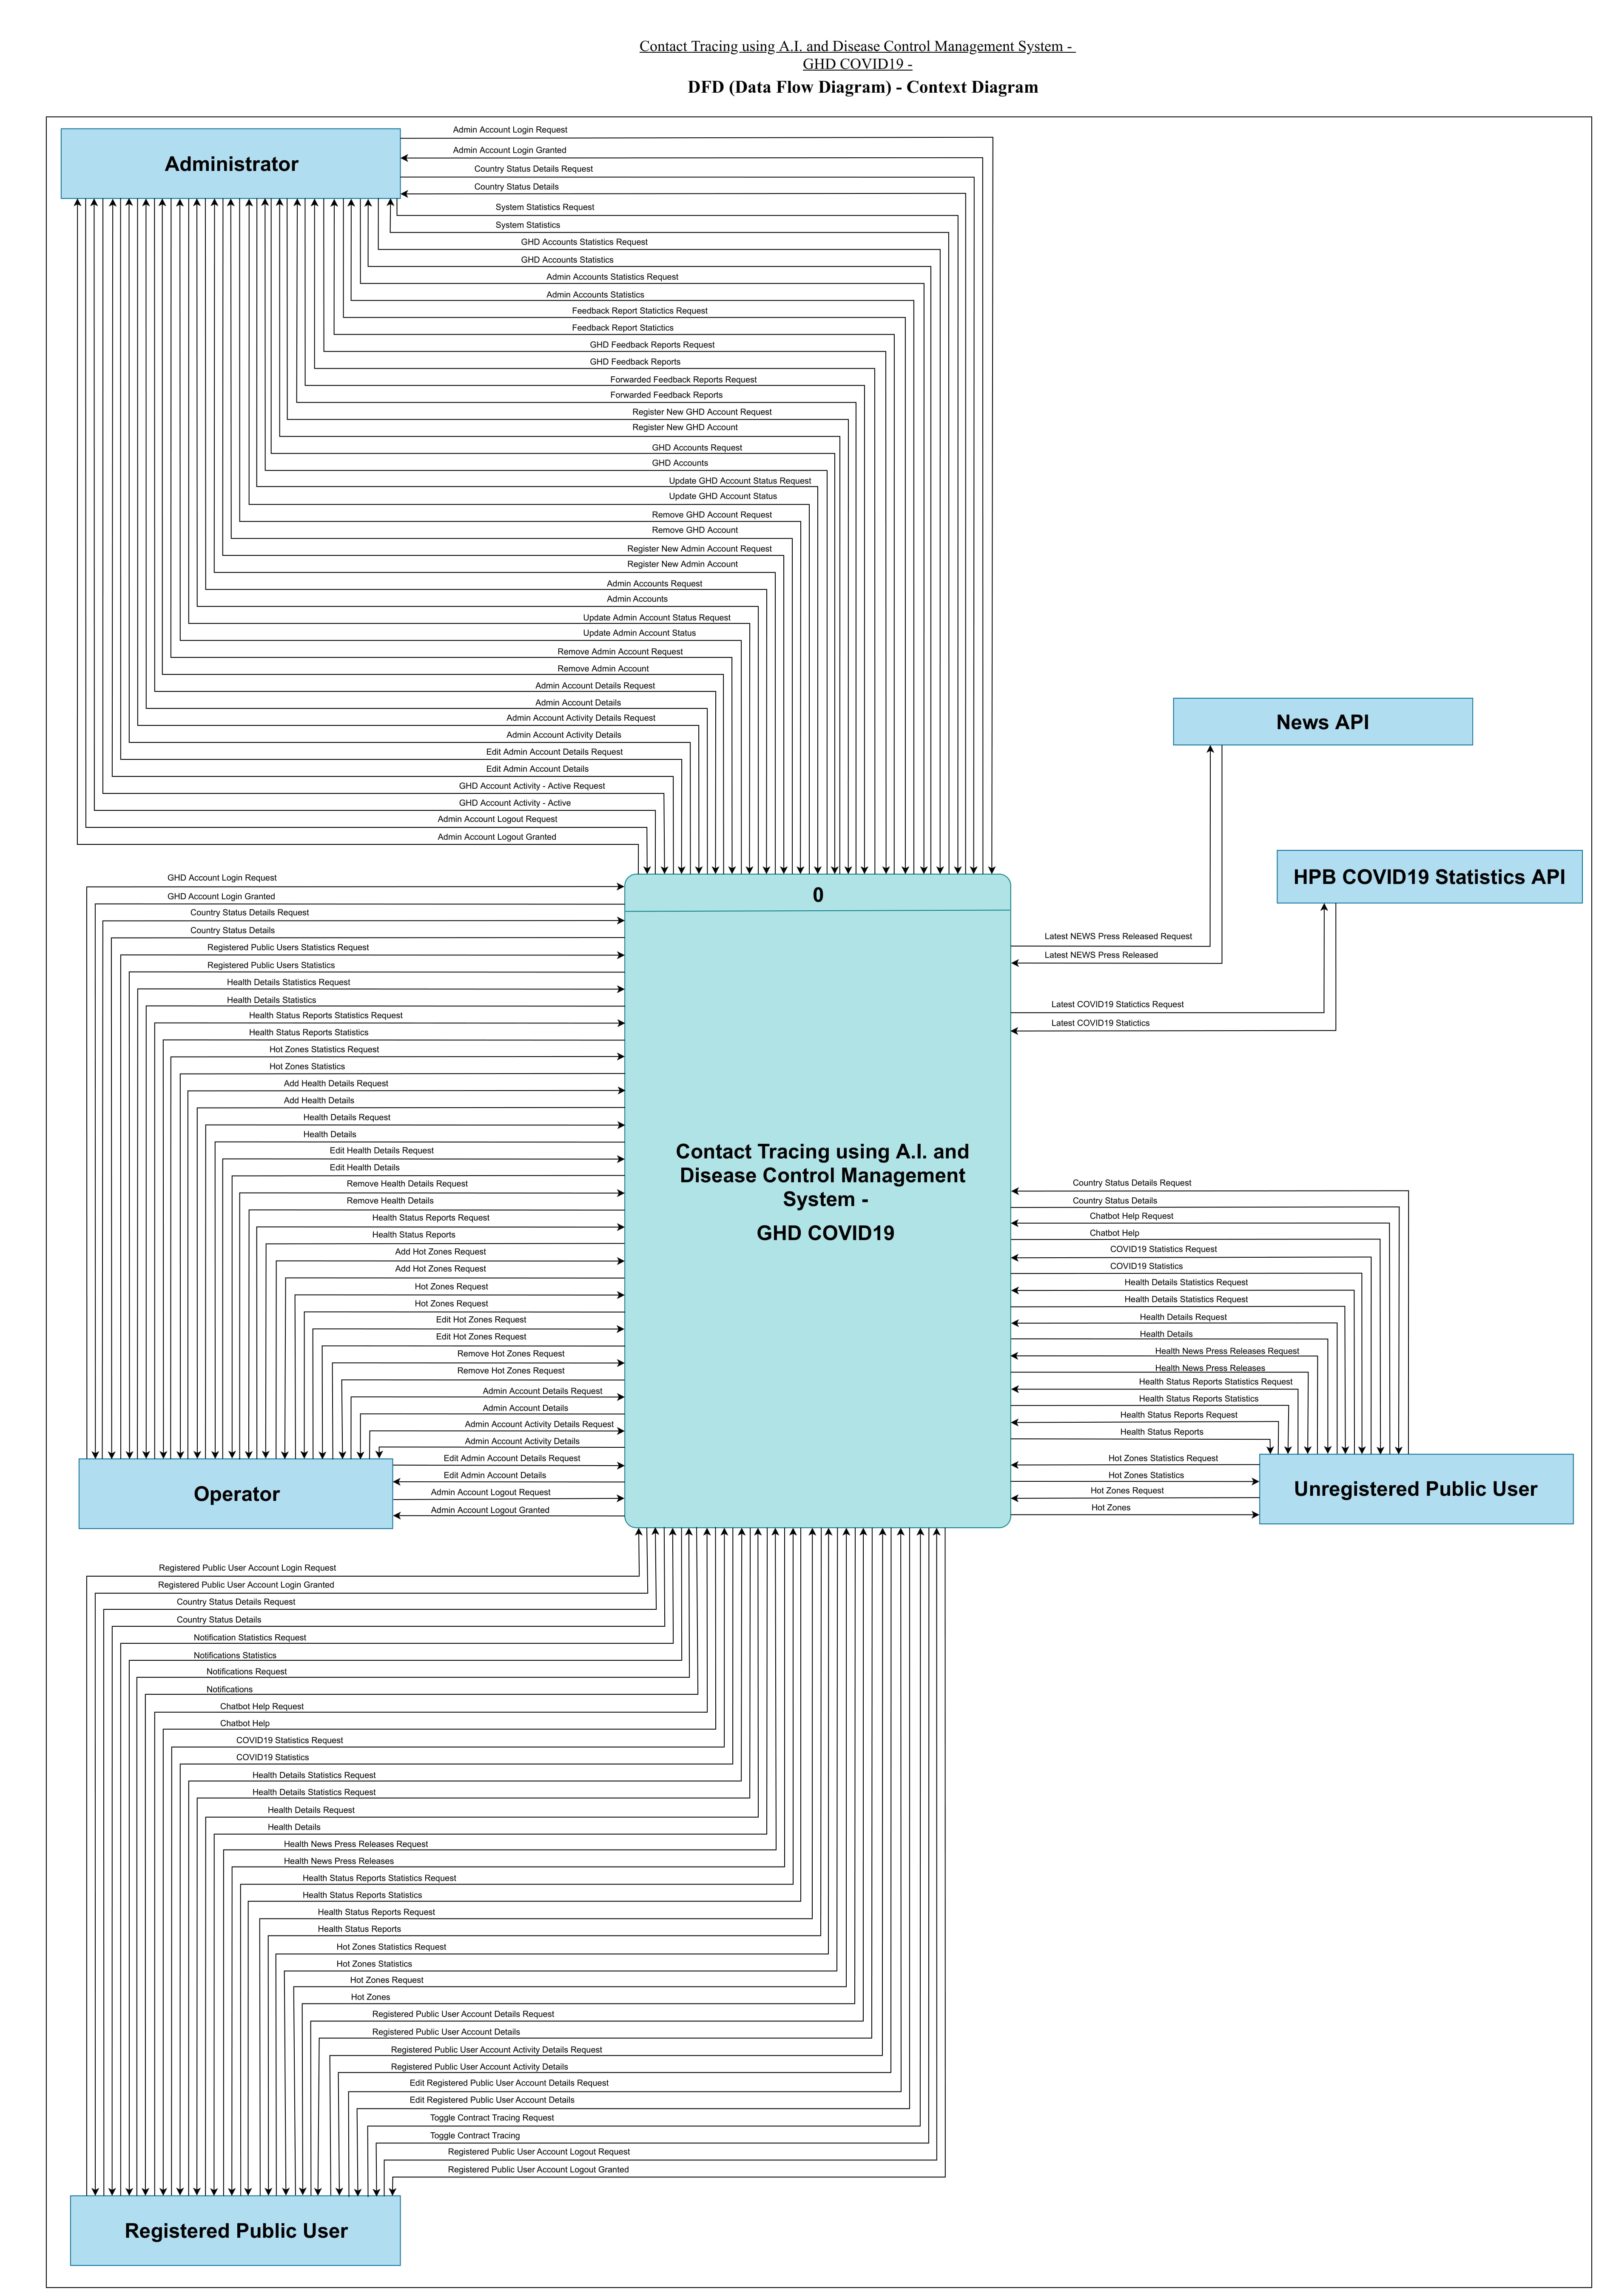 Contact Tracing using A.I. and Disease Control Management System -
GHD COVID19 -
DFD (Data Flow Diagram) - Context Diagram
Administrator
Admin Account Login Request
Admin Account Login Granted
Country Status Details Request
Country Status Details
System Statistics Request
System Statistics
GHD Accounts Statistics Request
GHD Accounts Statistics
Admin Accounts Statistics Request
Admin Accounts Statistics
Feedback Report Statictics Request
Feedback Report Statictics
GHD Feedback Reports Request
GHD Feedback Reports
Forwarded Feedback Reports Request
Forwarded Feedback Reports
Register New GHD Account Request
Register New GHD Account
GHD Accounts Request
GHD Accounts
Update GHD Account Status Request
Update GHD Account Status
Remove GHD Account Request
Remove GHD Account
Register New Admin Account Request
Register New Admin Account
Admin Accounts Request
Admin Accounts
Update Admin Account Status Request
Update Admin Account Status
Remove Admin Account Request
Remove Admin Account
Admin Account Details Request
Admin Account Details
Admin Account Activity Details Request
Admin Account Activity Details
Edit Admin Account Details Request
Edit Admin Account Details
GHD Account Activity - Active Request
GHD Account Activity - Active
Admin Account Logout Request
Admin Account Logout Granted
News API
HPB COVID19 Statistics API
Latest NEWS Press Released Request
Latest NEWS Press Released
Latest COVID19 Statictics Request
Latest COVID19 Statictics
0
Contact Tracing using A.I. and
Disease Control Management
System -
GHD COVID19
GHD Account Login Request
GHD Account Login Granted
Country Status Details Request
Country Status Details
Registered Public Users Statistics Request
Registered Public Users Statistics
Health Details Statistics Request
Health Details Statistics
Health Status Reports Statistics Request
Health Status Reports Statistics
Hot Zones Statistics Request
Hot Zones Statistics
Add Health Details Request
Add Health Details
Health Details Request
Health Details
Edit Health Details Request
Edit Health Details
Remove Health Details Request
Remove Health Details
Health Status Reports Request
Health Status Reports
Add Hot Zones Request
Add Hot Zones Request
Hot Zones Request
Hot Zones Request
Edit Hot Zones Request
Edit Hot Zones Request
Remove Hot Zones Request
Remove Hot Zones Request
Admin Account Details Request
Admin Account Details
Admin Account Activity Details Request
Admin Account Activity Details
Edit Admin Account Details Request
Edit Admin Account Details
Admin Account Logout Request
Admin Account Logout Granted
Operator
Country Status Details Request
Country Status Details
Chatbot Help Request
Chatbot Help
COVID19 Statistics Request
COVID19 Statistics
Health Details Statistics Request
Health Details Statistics Request
Health Details Request
Health Details
Health News Press Releases Request
Health News Press Releases
Health Status Reports Statistics Request
Health Status Reports Statistics
Health Status Reports Request
Health Status Reports
Hot Zones Statistics Request
Hot Zones Statistics
Hot Zones Request
Hot Zones
Unregistered Public User
Registered Public User Account Login Request
Registered Public User Account Login Granted
Country Status Details Request
Country Status Details
Notification Statistics Request
Notifications Statistics
Notifications Request
Notifications
Chatbot Help Request
Chatbot Help
COVID19 Statistics Request
COVID19 Statistics
Health Details Statistics Request
Health Details Statistics Request
Health Details Request
Health Details
Health News Press Releases Request
Health News Press Releases
Health Status Reports Statistics Request
Health Status Reports Statistics
Health Status Reports Request
Health Status Reports
Hot Zones Statistics Request
Hot Zones Statistics
Hot Zones Request
Hot Zones
Registered Public User Account Details Request
Registered Public User Account Details
Registered Public User Account Activity Details Request
Registered Public User Account Activity Details
Edit Registered Public User Account Details Request
Edit Registered Public User Account Details
Toggle Contract Tracing Request
Toggle Contract Tracing
Registered Public User Account Logout Request
Registered Public User Account Logout Granted
Registered Public User